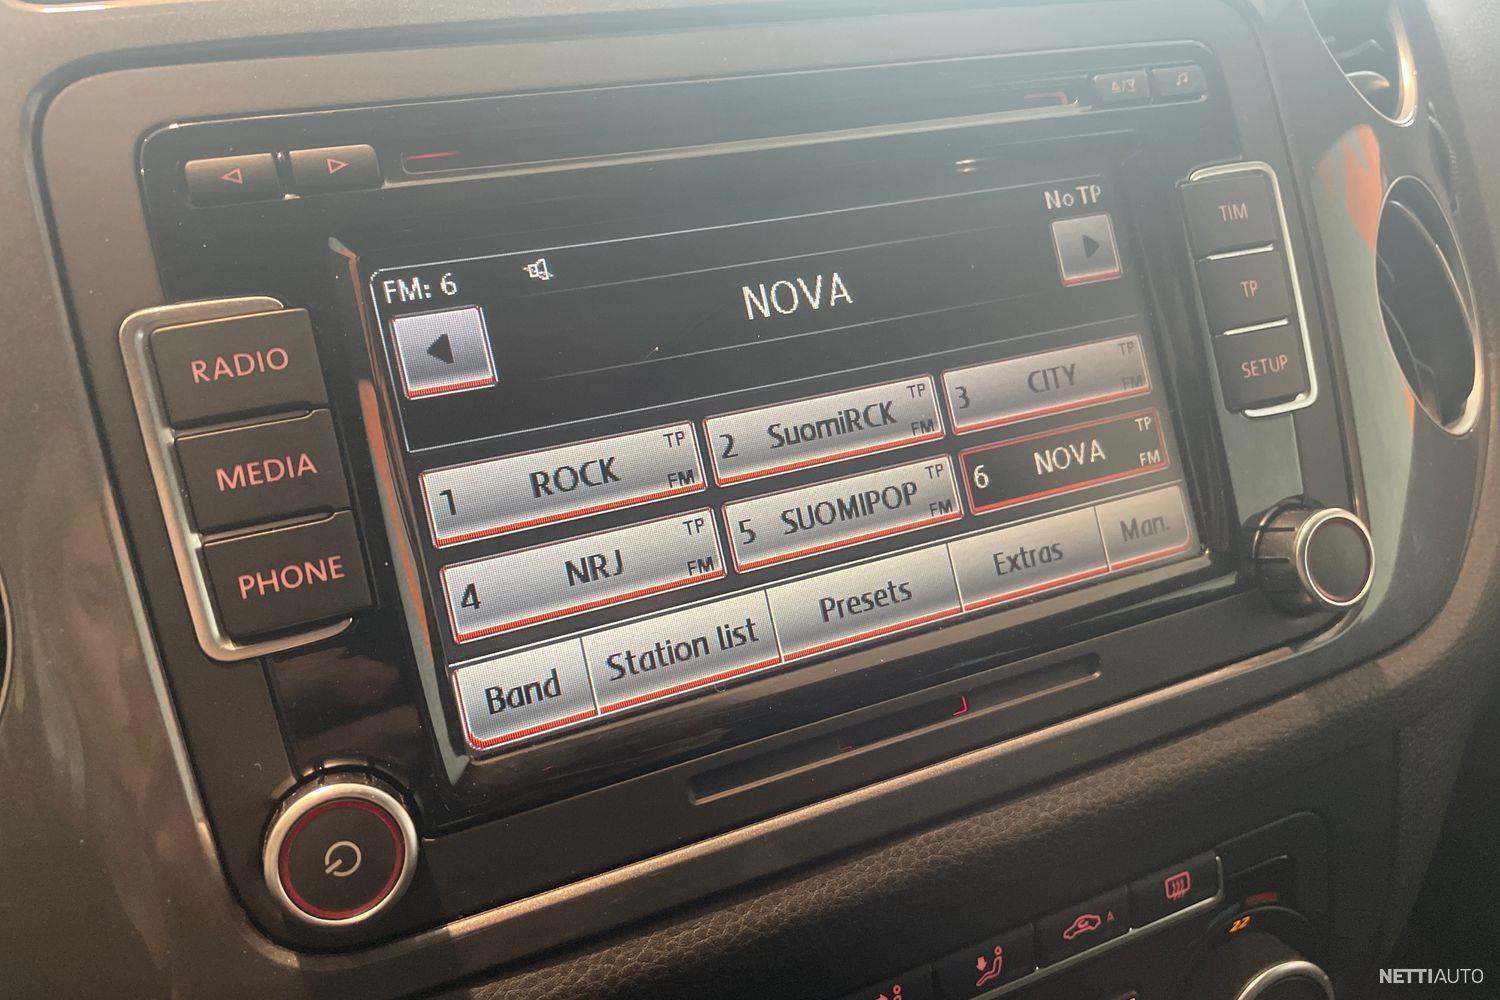 No TP
FM: 6
NOVA
RADIO
MEDIA
PHONE
TIM
TP
SETUP
1 ROCK TP FM
2 SuomiRCK TP FM
3 CITY TP FM
4 NRJ TP FM
5 SUOMIPOP TP FM
6 NOVA TP FM
Band Station list Presets Extras Man.
A
22
NETTIAUTO